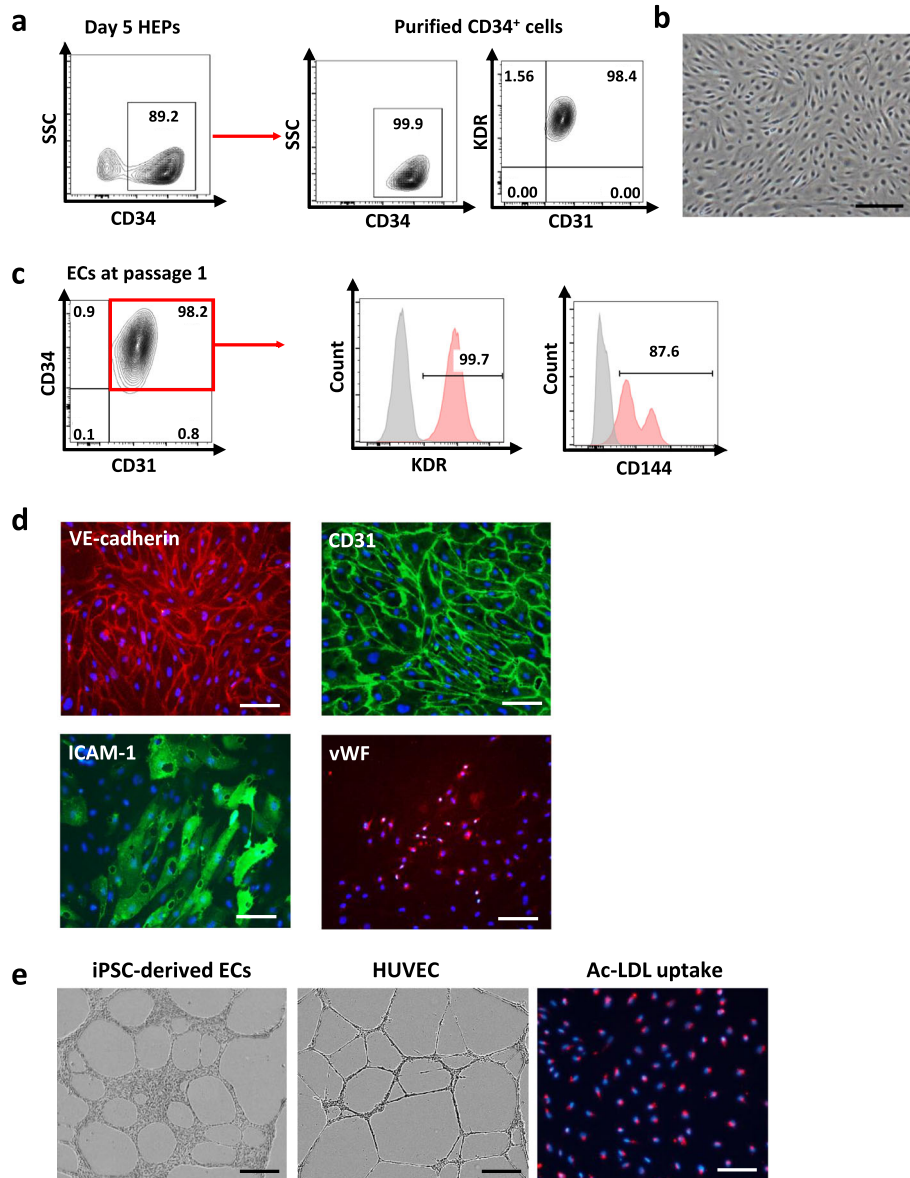 a
Day 5 HEPs
Purified CD34+ cells
b
SSC
89.2
CD34
SSC
99.9
CD34
KDR
1.56
98.4
0.00
0.00
CD31
c
ECs at passage 1
CD34
0.9
98.2
0.1
0.8
CD31
Count
99.7
KDR
Count
87.6
CD144
d
VE-cadherin
CD31
ICAM-1
vWF
e
iPSC-derived ECs
HUVEC
Ac-LDL uptake